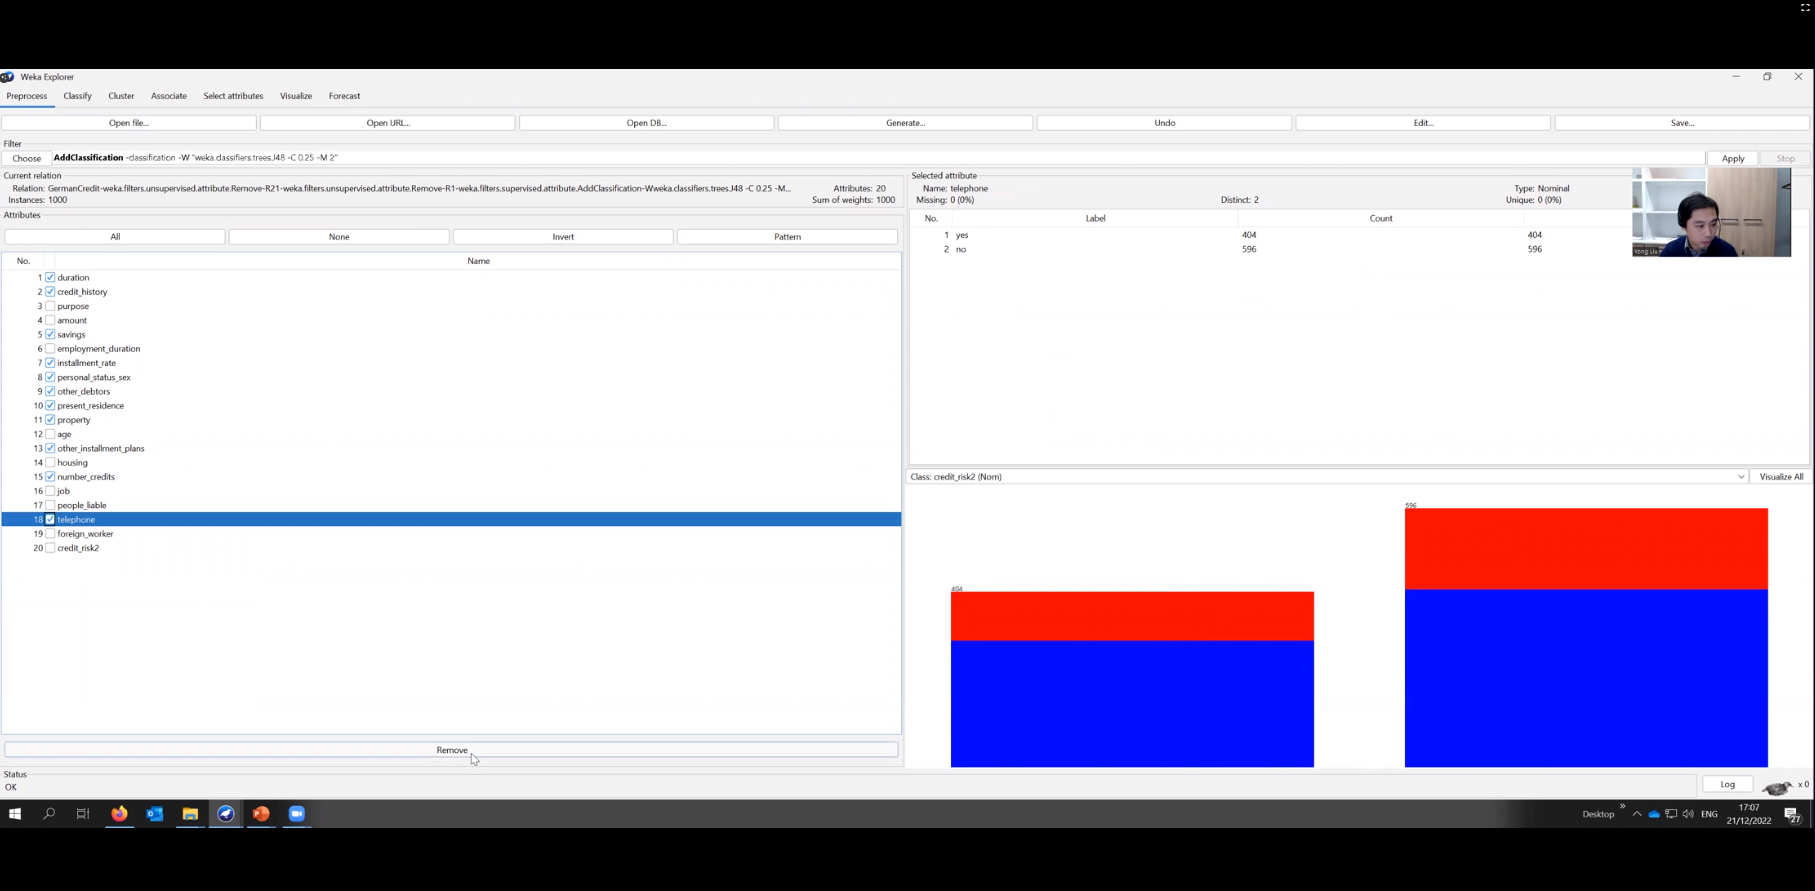 Weka Explorer
Preprocess Classify Cluster Associate Select attributes Visualize Forecast
Open file... Open URL... Open DB... Generate... Undo Edit... Save...
Filter
Choose AddClassification -classification -W "weka.classifiers.trees.J48 -C 0.25 -M 2" Apply Stop
Current relation
Relation: GermanCredit-weka.filters.unsupervised.attribute.Remove-R21-weka.filters.unsupervised.attribute.Remove-R1-weka.filters.supervised.attribute.AddClassification-Wweka.classifiers.trees.J48 -C 0.25 -M... Attributes: 20
Instances: 1000 Sum of weights: 1000
Attributes
All None Invert Pattern
No. Name
1 duration
2 credit_history
3 purpose
4 amount
5 savings
6 employment_duration
7 installment_rate
8 personal_status_sex
9 other_debtors
10 present_residence
11 property
12 age
13 other_installment_plans
14 housing
15 number_credits
16 job
17 people_liable
18 telephone
19 foreign_worker
20 credit_risk2
Remove
Status
OK
Selected attribute
Name: telephone Type: Nominal
Missing: 0 (0%) Distinct: 2 Unique: 0 (0%)
No. Label Count
1 yes 404 404
2 no 596 596
Yong Liu
Class: credit_risk2 (Nom) Visualize All
404
596
Log x 0
Desktop ENG 17:07
21/12/2022 27